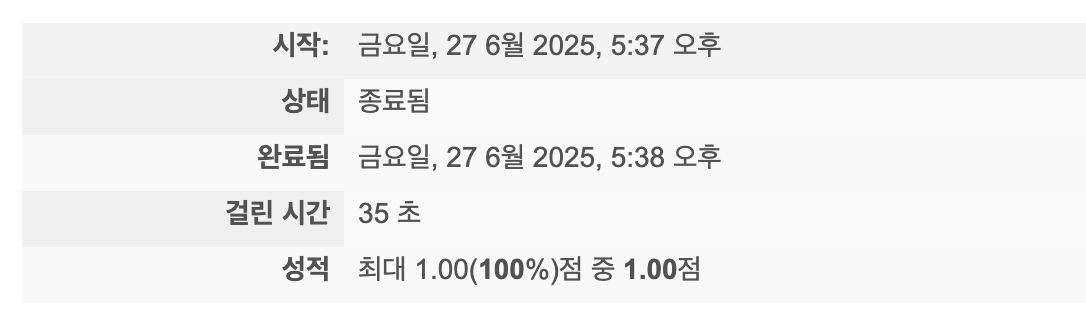 시작: 금요일, 27 6월 2025, 5:37 오후
상태 종료됨
완료됨 금요일, 27 6월 2025, 5:38 오후
걸린 시간 35 초
성적 최대 1.00(100%)점 중 1.00점